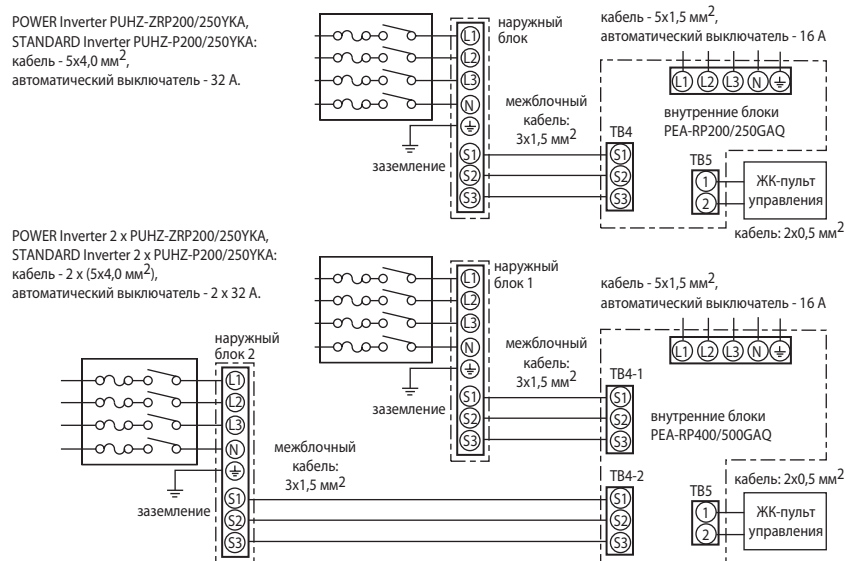 POWER Inverter PUHZ-ZRP200/250YKA,
STANDARD Inverter PUHZ-P200/250YKA:
кабель - 5x4,0 мм2,
автоматический выключатель - 32 А.
наружный
блок
L1
L2
L3
N
S1
S2
S3
заземление
межблочный
кабель:
3x1,5 мм2
кабель - 5x1,5 мм2,
автоматический выключатель - 16 А
L1 L2 L3 N
внутренние блоки
PEA-RP200/250GAQ
TB4
S1
S2
S3
TB5
1
2
ЖК-пульт
управления
кабель: 2x0,5 мм2
POWER Inverter 2 x PUHZ-ZRP200/250YKA,
STANDARD Inverter 2 x PUHZ-P200/250YKA:
кабель - 2 x (5x4,0 мм2),
автоматический выключатель - 2 x 32 А.
наружный
блок 1
L1
L2
L3
N
S1
S2
S3
заземление
межблочный
кабель:
3x1,5 мм2
кабель - 5x1,5 мм2,
автоматический выключатель - 16 А
L1 L2 L3 N
TB4-1
S1
S2
S3
внутренние блоки
PEA-RP400/500GAQ
наружный
блок 2
L1
L2
L3
N
S1
S2
S3
заземление
межблочный
кабель:
3x1,5 мм2
TB4-2
S1
S2
S3
TB5
1
2
кабель: 2x0,5 мм2
ЖК-пульт
управления